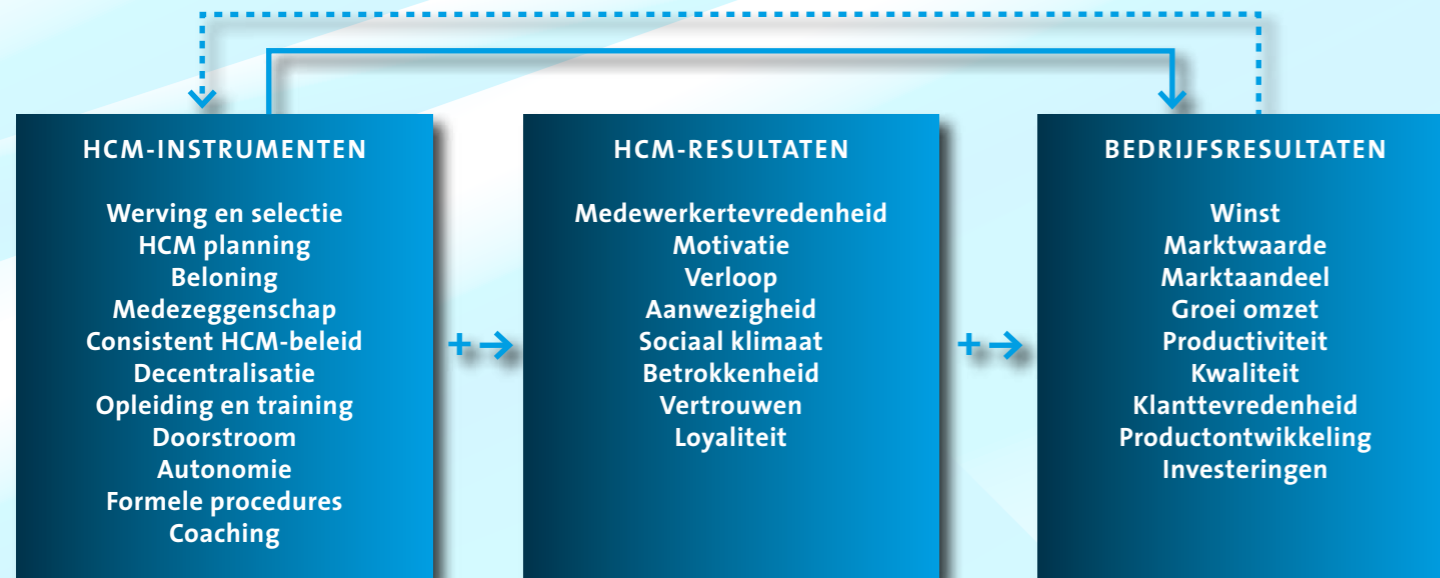 HCM-INSTRUMENTEN
Werving en selectie
HCM planning
Beloning
Medezeggenschap
Consistent HCM-beleid
Decentralisatie
Opleiding en training
Doorstroom
Autonomie
Formele procedures
Coaching
+
HCM-RESULTATEN
Medewerkertevredenheid
Motivatie
Verloop
Aanwezigheid
Sociaal klimaat
Betrokkenheid
Vertrouwen
Loyaliteit
+
BEDRIJFSRESULTATEN
Winst
Marktwaarde
Marktaandeel
Groei omzet
Productiviteit
Kwaliteit
Klanttevredenheid
Productontwikkeling
Investeringen